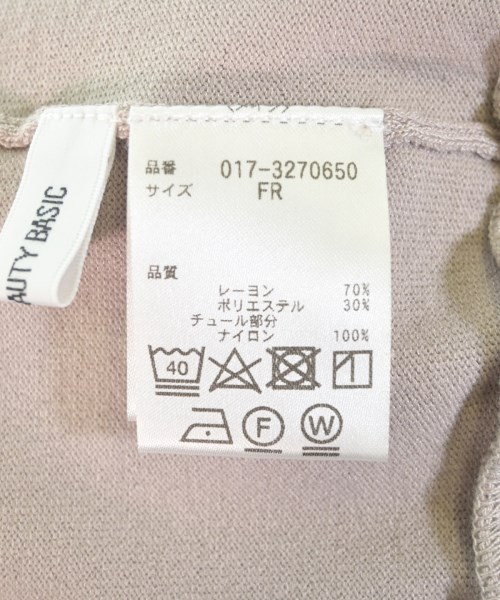 AUTY BASIC
品番 017-3270650
サイズ FR
品質
レーヨン 70%
ポリエステル 30%
チュール部分
ナイロン 100%
40
F
W